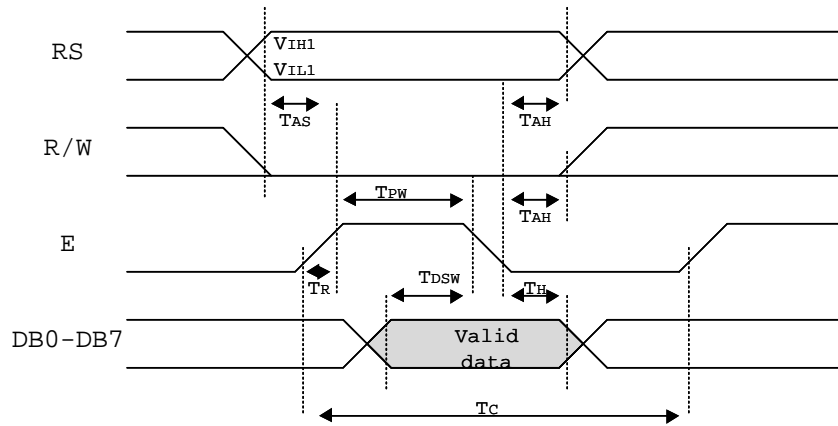 RS
VIH1
VIL1
TAS
TAH
R/W
TPW
TAH
E
TR
TDSW
TH
DB0-DB7
Valid
data
TC